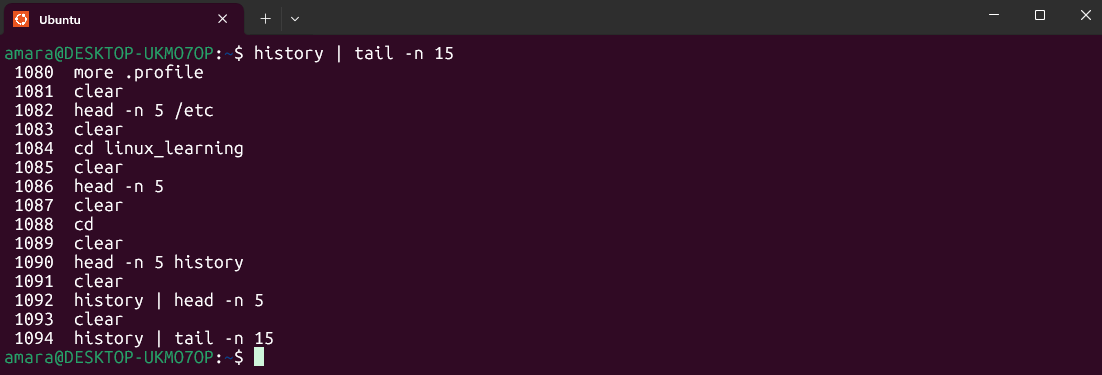 Ubuntu
amara@DESKTOP-UKMO7OP:~$ history | tail -n 15
1080  more .profile
1081  clear
1082  head -n 5 /etc
1083  clear
1084  cd linux_learning
1085  clear
1086  head -n 5
1087  clear
1088  cd
1089  clear
1090  head -n 5 history
1091  clear
1092  history | head -n 5
1093  clear
1094  history | tail -n 15
amara@DESKTOP-UKMO7OP:~$